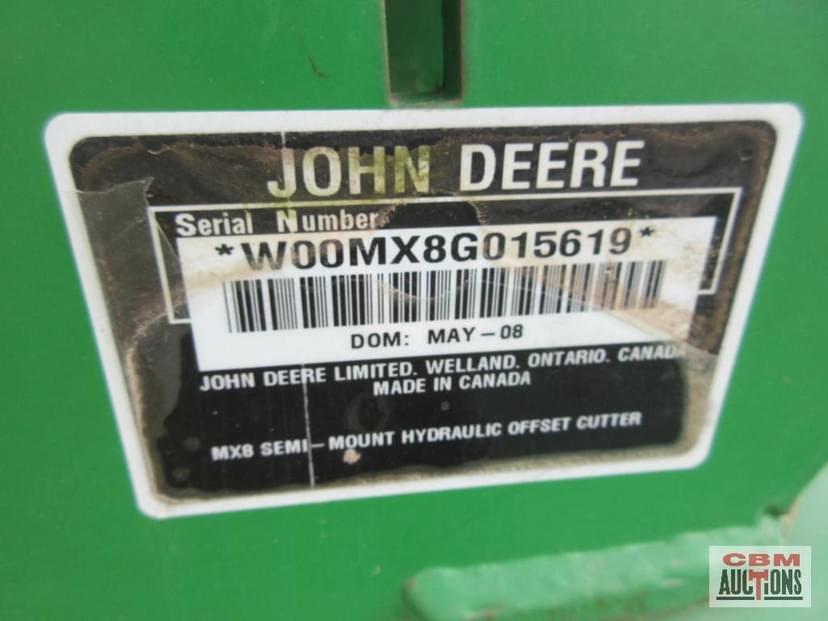 JOHN DEERE
Serial Number
*W00MX8G015619*
DOM: MAY-08
JOHN DEERE LIMITED. WELLAND. ONTARIO. CANADA
MADE IN CANADA
MX8 SEMI-MOUNT HYDRAULIC OFFSET CUTTER
CBM
AUCTIONS